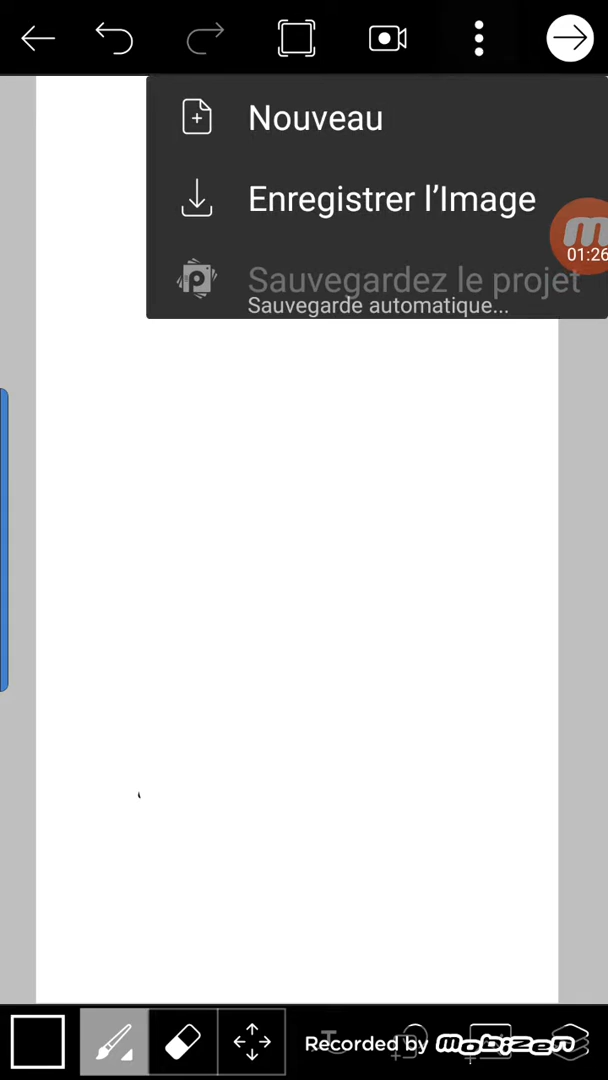 Nouveau
Enregistrer l’Image
01:26
Sauvegardez le projet
Sauvegarde automatique...
Recorded by mobizen